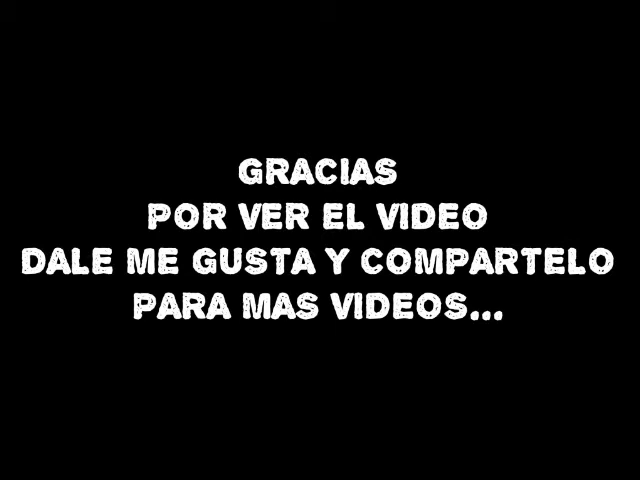 GRACIAS
POR VER EL VIDEO
DALE ME GUSTA Y COMPARTELO
PARA MAS VIDEOS...